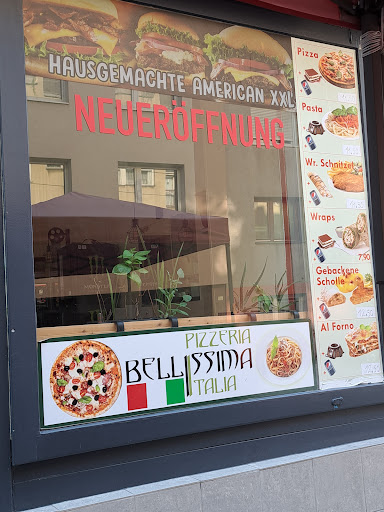 HAUSGEMACHTE AMERICAN XXL
NEUERÖFFNUNG
Pizza
Pasta
Wr. Schnitzel
Wraps
7,90
Gebackene
Scholle
Al Forno
PIZZERIA
BELLISSIMA
ITALIA